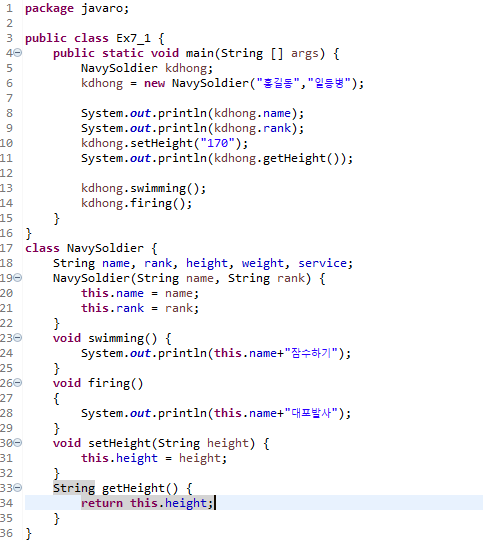 1 package javaro;
2
3 public class Ex7_1 {
4 public static void main(String [] args) {
5 NavySoldier kdhong;
6 kdhong = new NavySoldier("홍길동","일등병");
7
8 System.out.println(kdhong.name);
9 System.out.println(kdhong.rank);
10 kdhong.setHeight("170");
11 System.out.println(kdhong.getHeight());
12
13 kdhong.swimming();
14 kdhong.firing();
15 }
16 }
17 class NavySoldier {
18 String name, rank, height, weight, service;
19 NavySoldier(String name, String rank) {
20 this.name = name;
21 this.rank = rank;
22 }
23 void swimming() {
24 System.out.println(this.name+"잠수하기");
25 }
26 void firing()
27 {
28 System.out.println(this.name+"대포발사");
29 }
30 void setHeight(String height) {
31 this.height = height;
32 }
33 String getHeight() {
34 return this.height;
35 }
36 }